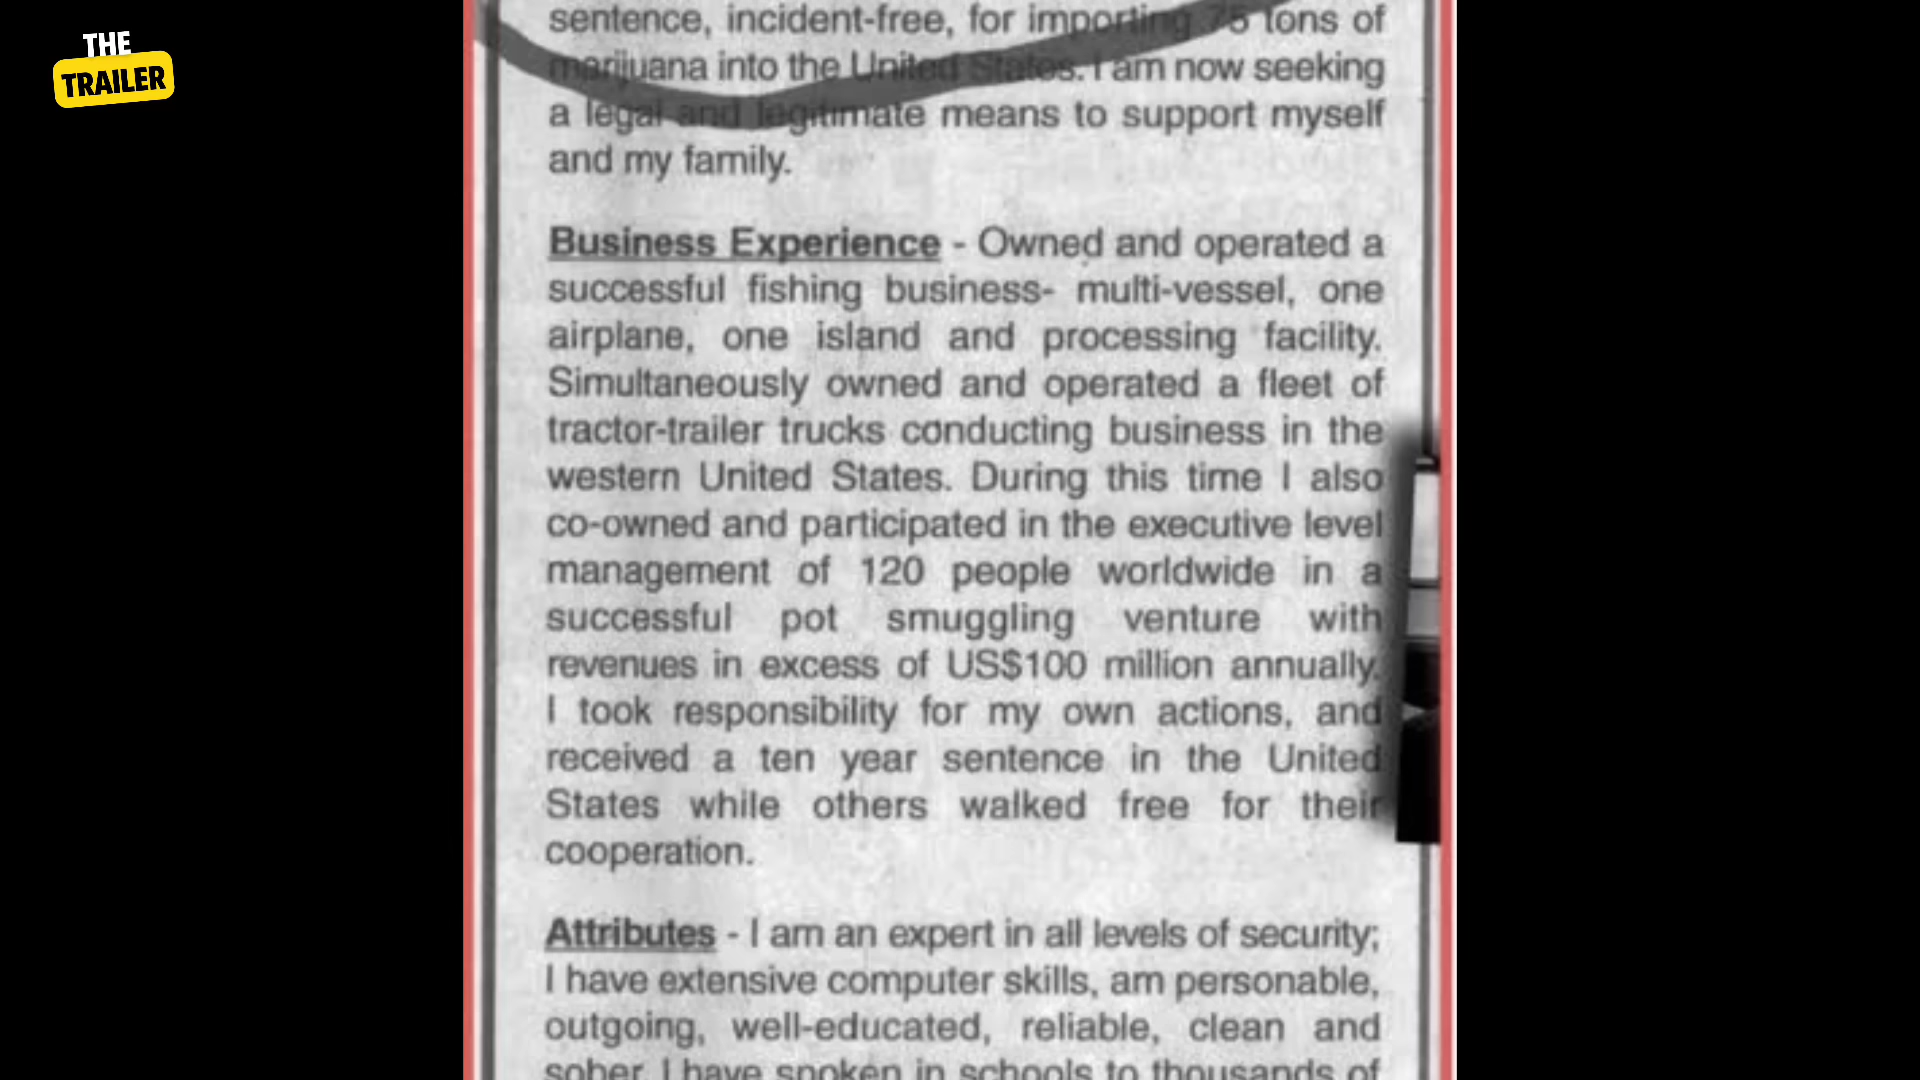 THE
TRAILER
sentence, incident-free, for importing 75 tons of
marijuana into the United States. I am now seeking
a legal and legitimate means to support myself
and my family.
Business Experience - Owned and operated a
successful fishing business- multi-vessel, one
airplane, one island and processing facility.
Simultaneously owned and operated a fleet of
tractor-trailer trucks conducting business in the
western United States. During this time I also
co-owned and participated in the executive level
management of 120 people worldwide in a
successful pot smuggling venture with
revenues in excess of US$100 million annually.
I took responsibility for my own actions, and
received a ten year sentence in the United
States while others walked free for their
cooperation.
Attributes - I am an expert in all levels of security;
I have extensive computer skills, am personable,
outgoing, well-educated, reliable, clean and
sober. I have spoken in schools to thousands of